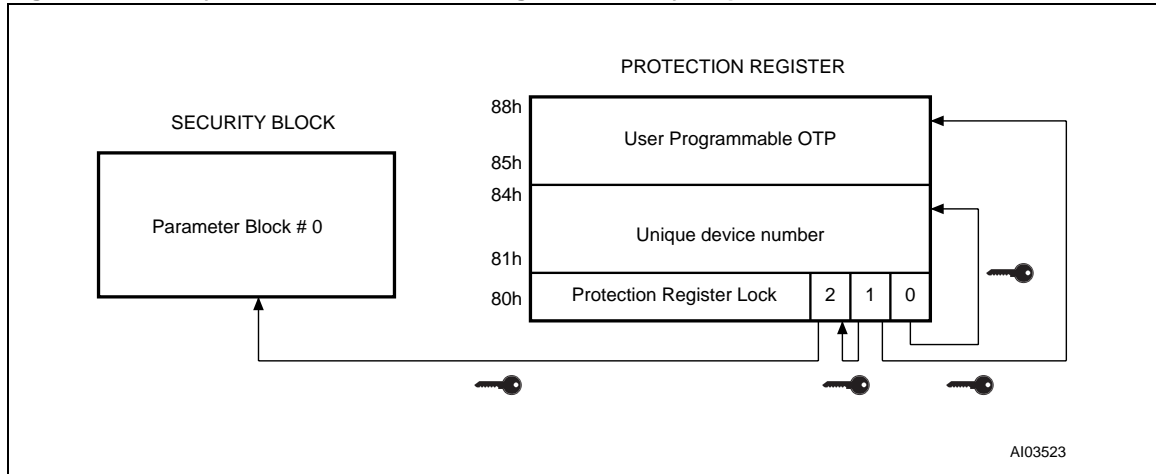 PROTECTION REGISTER
SECURITY BLOCK
88h
User Programmable OTP
85h
84h
Parameter Block # 0
Unique device number
81h
80h
Protection Register Lock 2 1 0
AI03523